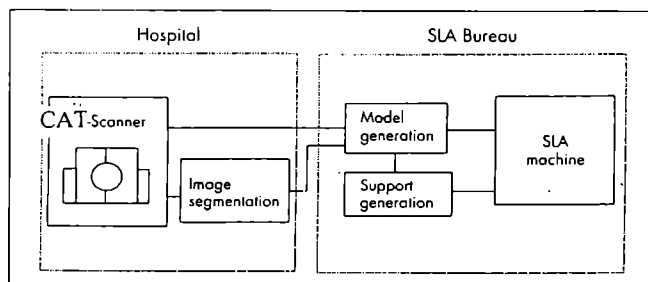 Hospital
SLA Bureau
CAT-Scanner
Model
generation
SLA
machine
Image
segmentation
Support
generation